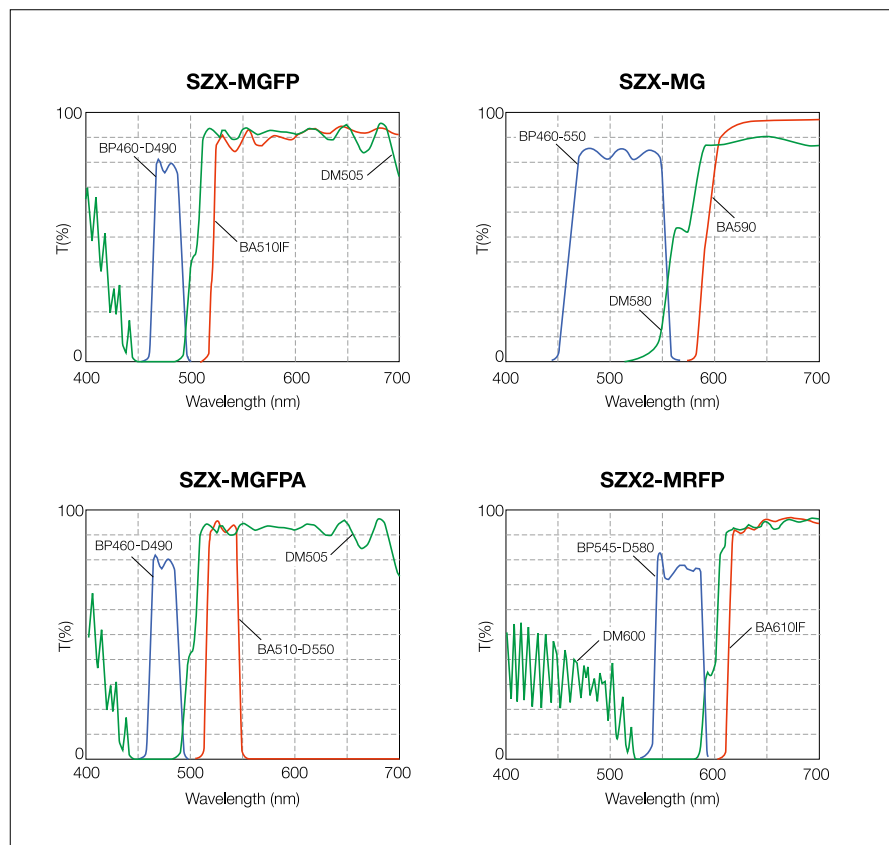 SZX-MGFP
100
BP460-D490
DM505
BA510IF
T(%)
0
400
500
600
700
Wavelength (nm)
SZX-MG
100
BP460-550
BA590
DM580
T(%)
0
400
500
600
700
Wavelength (nm)
SZX-MGFPA
100
BP460-D490
DM505
BA510-D550
T(%)
0
400
500
600
700
Wavelength (nm)
SZX2-MRFP
100
BP545-D580
DM600
BA610IF
T(%)
0
400
500
600
700
Wavelength (nm)